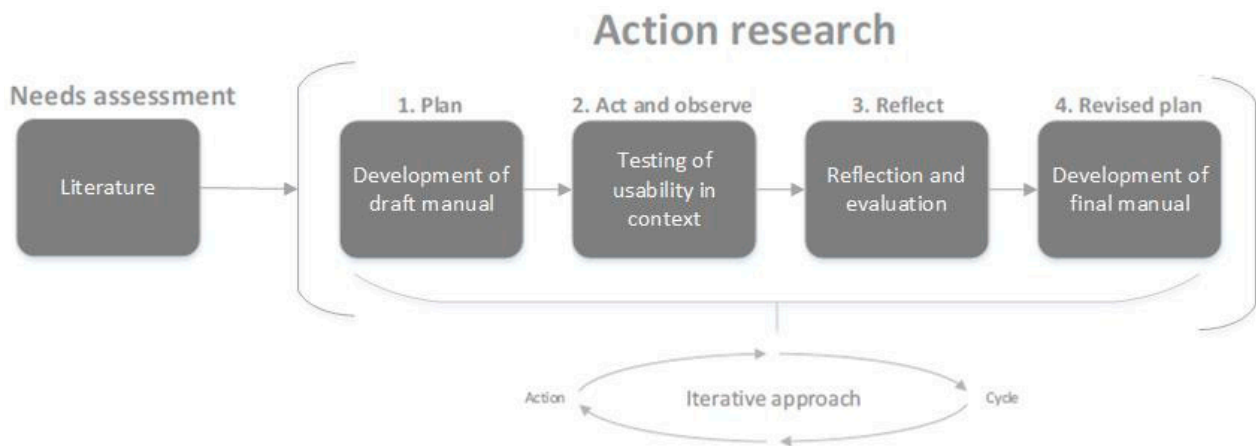 Action research
Needs assessment
Literature
1. Plan
Development of
draft manual
2. Act and observe
Testing of
usability in
context
3. Reflect
Reflection and
evaluation
4. Revised plan
Development of
final manual
Action
Iterative approach
Cycle